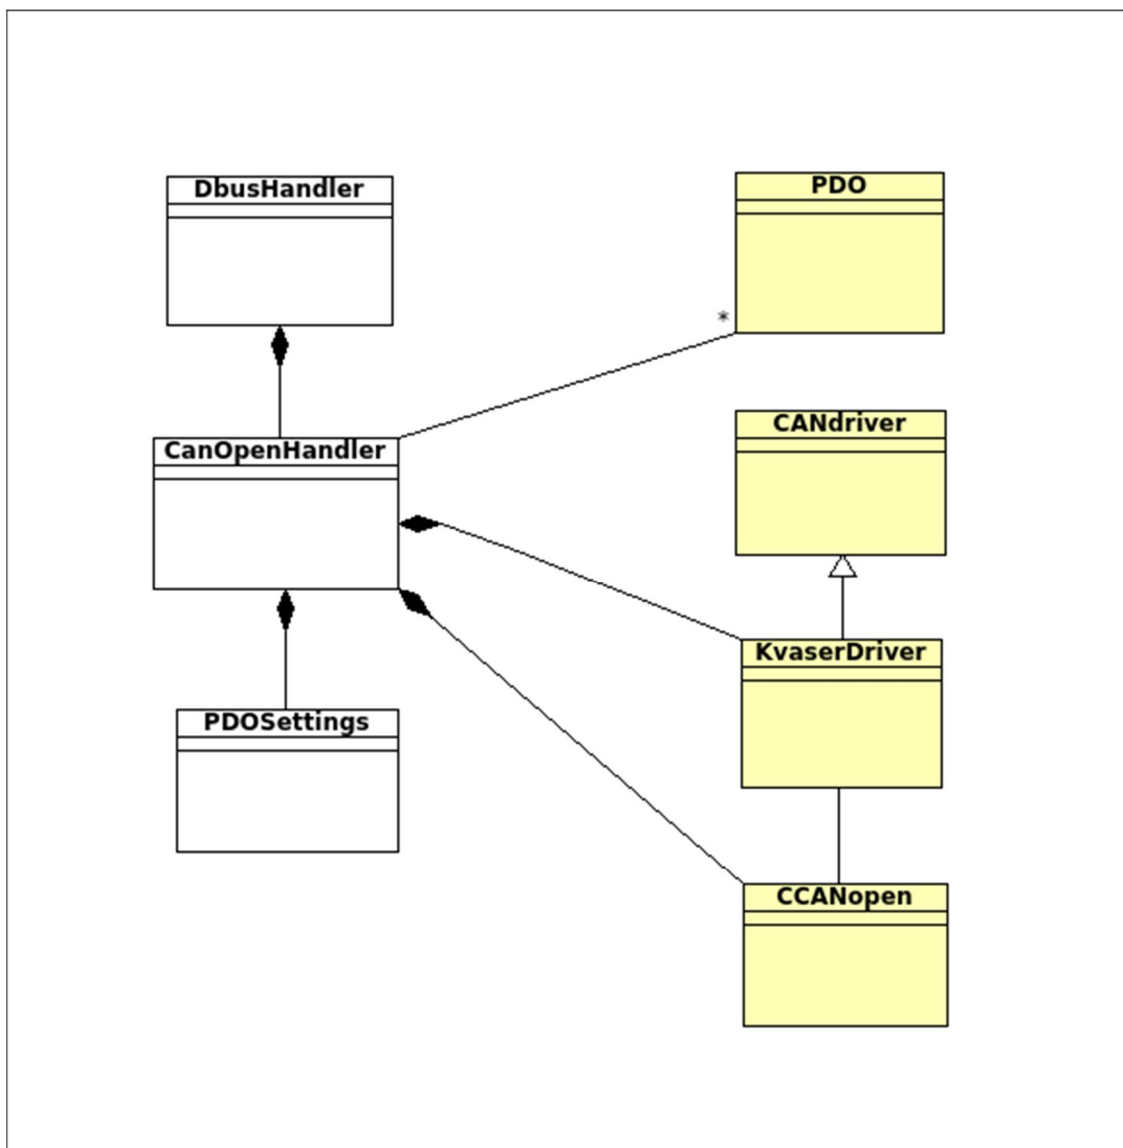 DbusHandler
PDO
*
CANdriver
CanOpenHandler
KvaserDriver
PDOSettings
CCANopen